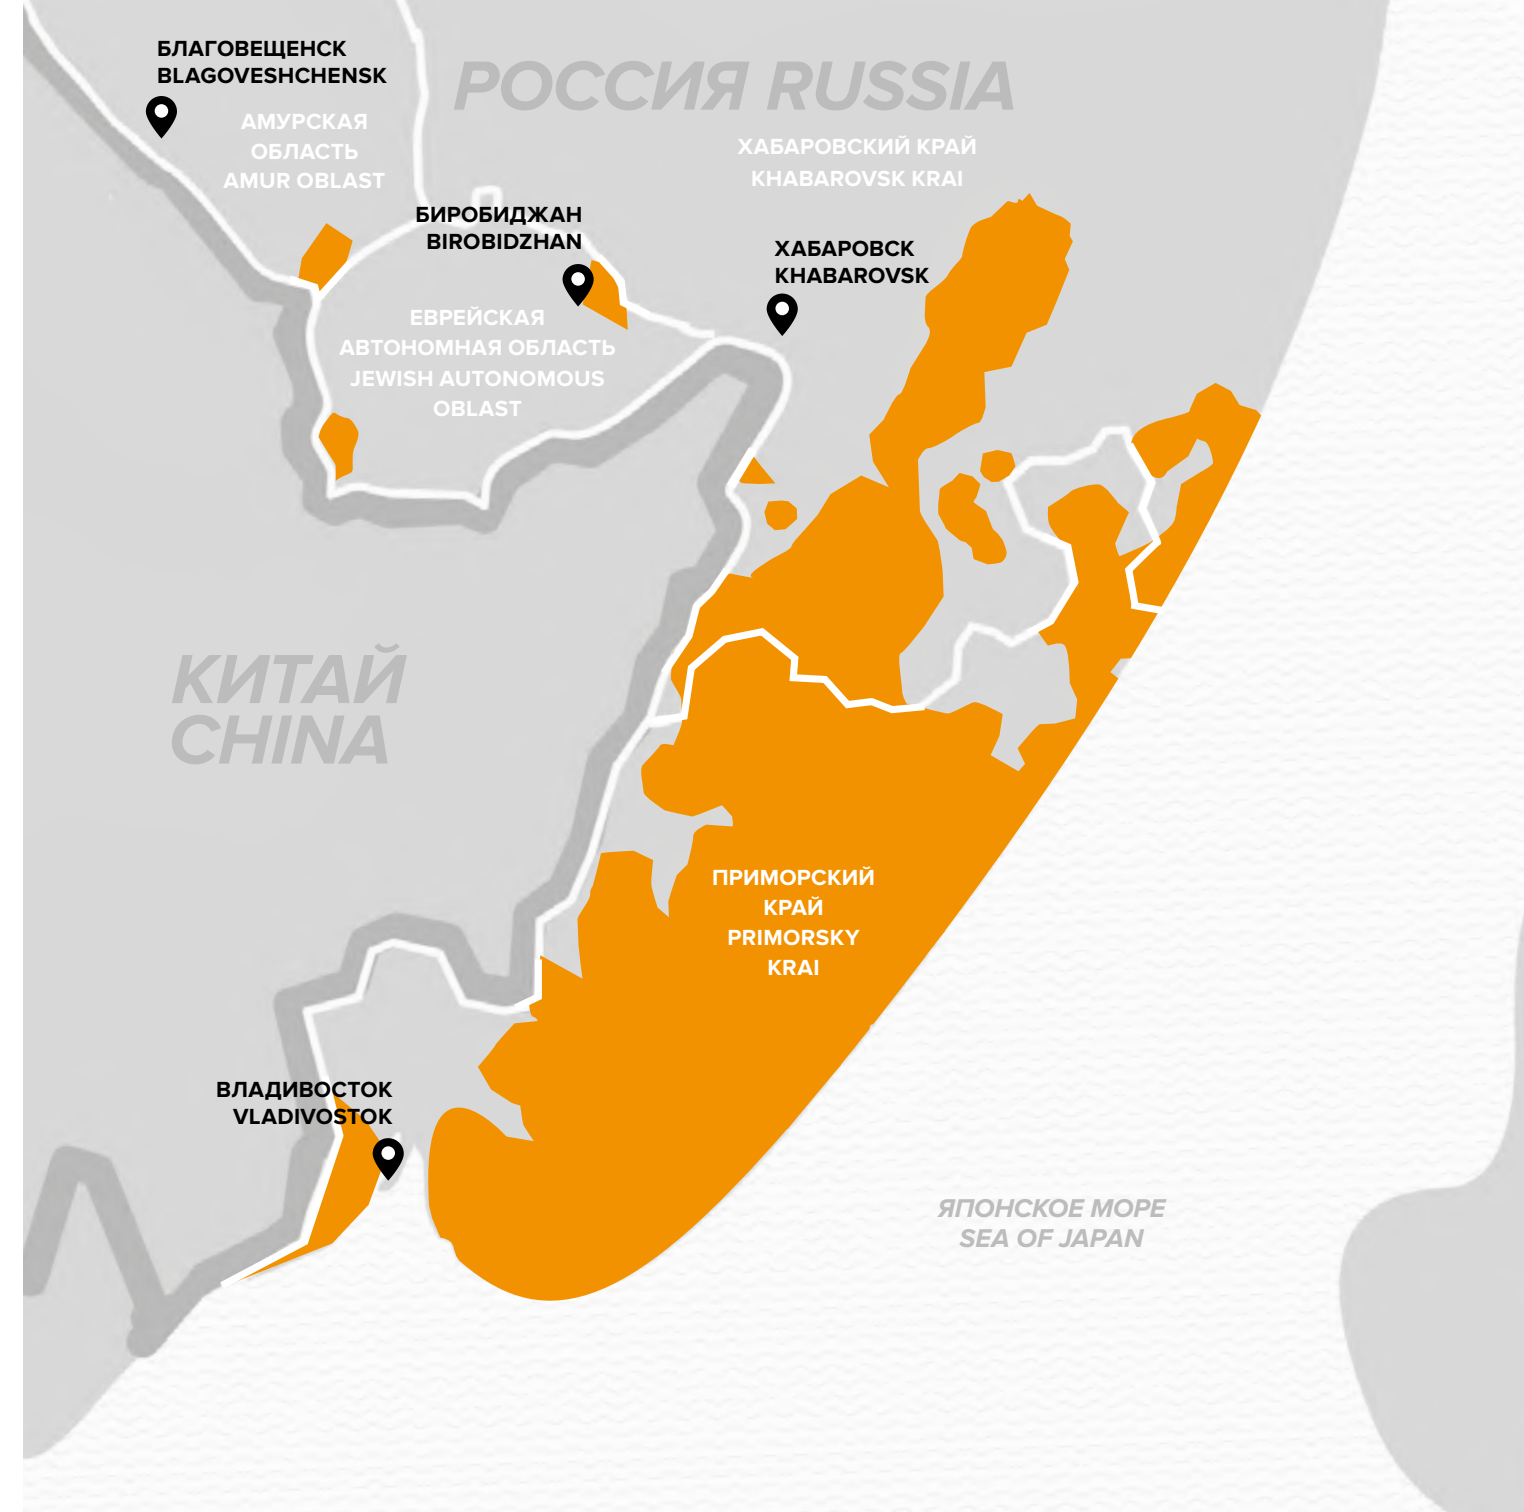 БЛАГОВЕЩЕНСК
BLAGOVESHCHENSK
РОССИЯ RUSSIA
АМУРСКАЯ
ОБЛАСТЬ
AMUR OBLAST
ХАБАРОВСКИЙ КРАЙ
KHABAROVSK KRAI
БИРОБИДЖАН
BIROBIDZHAN
ХАБАРОВСК
KHABAROVSK
ЕВРЕЙСКАЯ
АВТОНОМНАЯ ОБЛАСТЬ
JEWISH AUTONOMOUS
OBLAST
КИТАЙ
CHINA
ПРИМОРСКИЙ
КРАЙ
PRIMORSKY
KRAI
ВЛАДИВОСТОК
VLADIVOSTOK
ЯПОНСКОЕ МОРЕ
SEA OF JAPAN